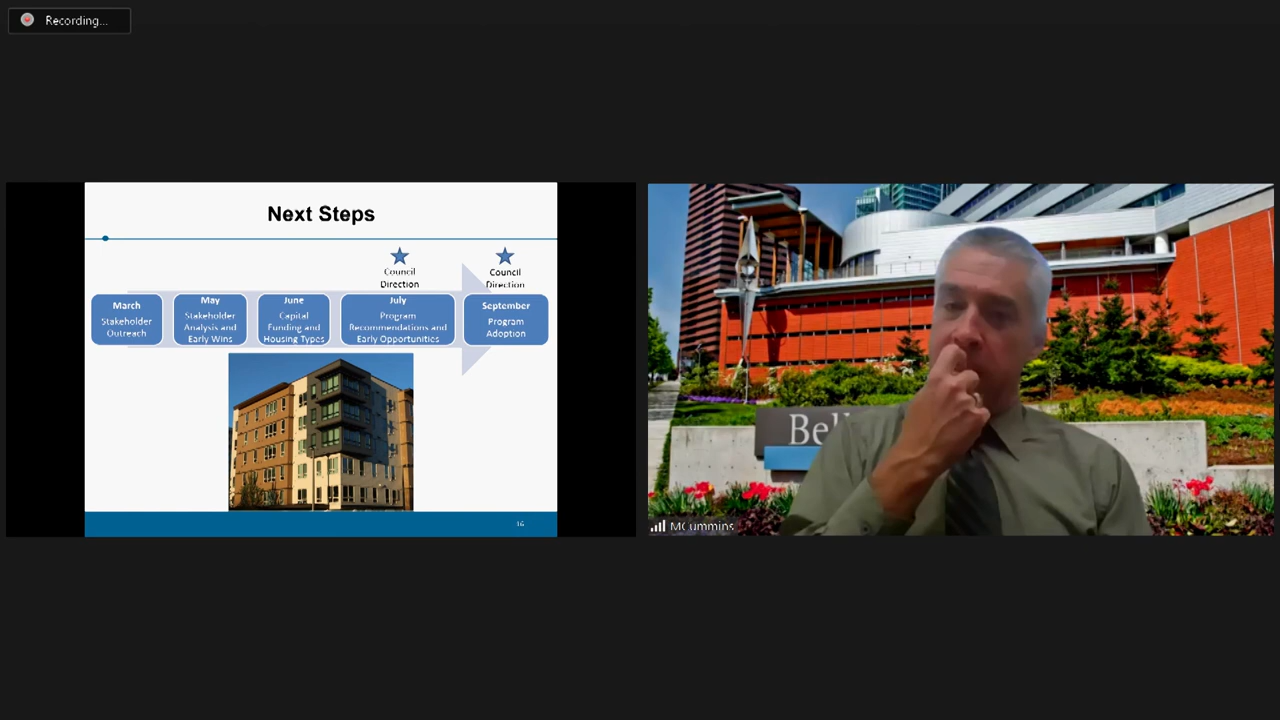 Recording...
Next Steps
Council
Direction
Council
Direction
March
Stakeholder
Outreach
May
Stakeholder
Analysis and
Early Wins
June
Capital
Funding and
Housing Types
July
Program
Recommendations and
Early Opportunities
September
Program
Adoption
16
Bell
MCummins